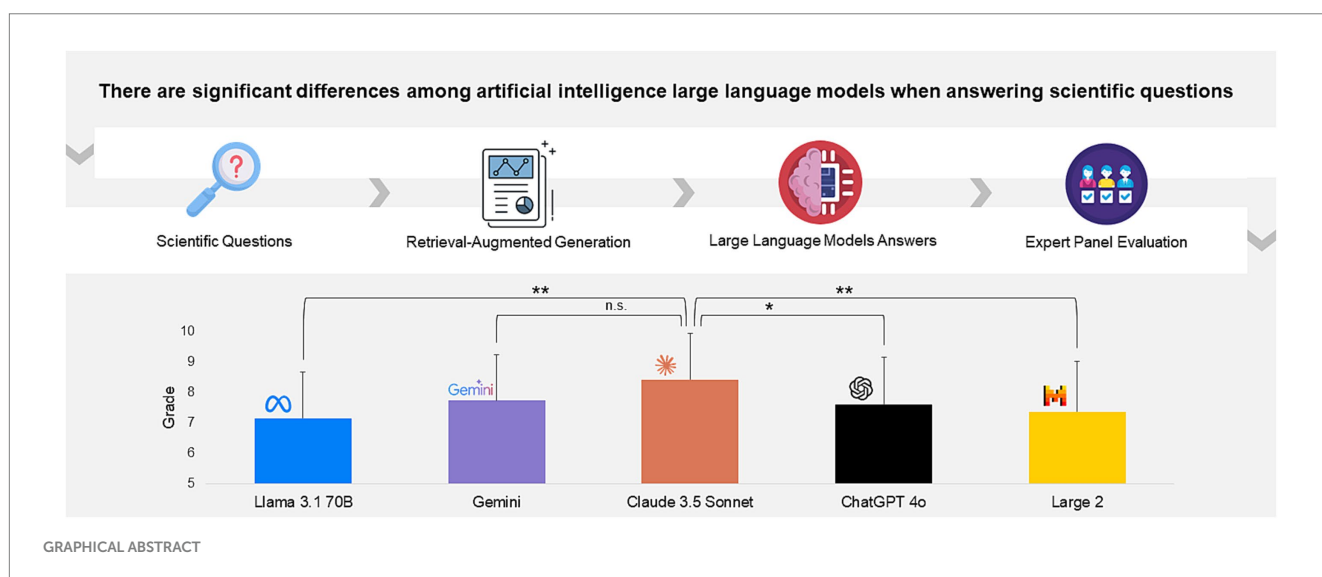 There are significant differences among artificial intelligence large language models when answering scientific questions
?
Scientific Questions
Retrieval-Augmented Generation
Large Language Models Answers
Expert Panel Evaluation
**
**
n.s.
*
10
9
8
7
6
5
Grade
Gemini
Llama 3.1 70B
Gemini
Claude 3.5 Sonnet
ChatGPT 4o
Large 2
GRAPHICAL ABSTRACT